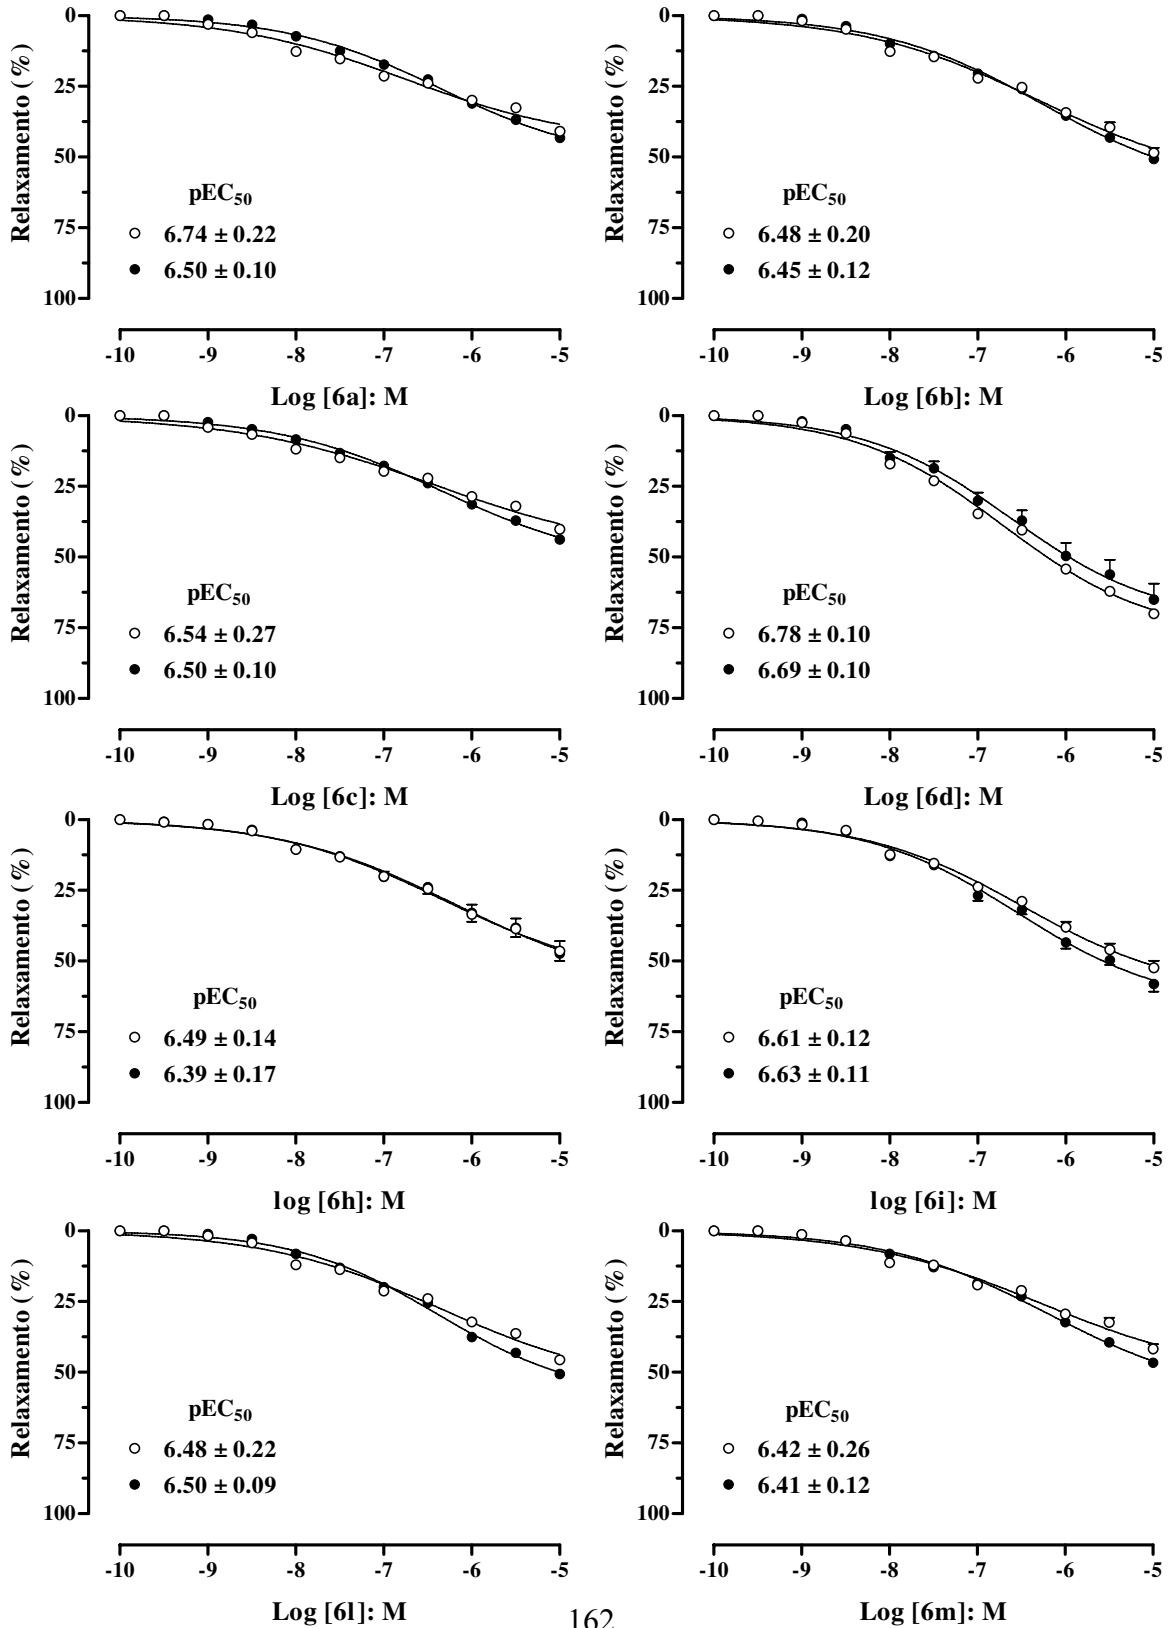 0
25
50
75
100
Relaxamento (%)
pEC50
○ 6.74 ± 0.22
● 6.50 ± 0.10
-10 -9 -8 -7 -6 -5
Log [6a]: M
0
25
50
75
100
Relaxamento (%)
pEC50
○ 6.48 ± 0.20
● 6.45 ± 0.12
-10 -9 -8 -7 -6 -5
Log [6b]: M
0
25
50
75
100
Relaxamento (%)
pEC50
○ 6.54 ± 0.27
● 6.50 ± 0.10
-10 -9 -8 -7 -6 -5
Log [6c]: M
0
25
50
75
100
Relaxamento (%)
pEC50
○ 6.78 ± 0.10
● 6.69 ± 0.10
-10 -9 -8 -7 -6 -5
Log [6d]: M
0
25
50
75
100
Relaxamento (%)
pEC50
○ 6.49 ± 0.14
● 6.39 ± 0.17
-10 -9 -8 -7 -6 -5
log [6h]: M
0
25
50
75
100
Relaxamento (%)
pEC50
○ 6.61 ± 0.12
● 6.63 ± 0.11
-10 -9 -8 -7 -6 -5
log [6i]: M
0
25
50
75
100
Relaxamento (%)
pEC50
○ 6.48 ± 0.22
● 6.50 ± 0.09
-10 -9 -8 -7 -6 -5
Log [6l]: M
0
25
50
75
100
Relaxamento (%)
pEC50
○ 6.42 ± 0.26
● 6.41 ± 0.12
-10 -9 -8 -7 -6 -5
Log [6m]: M
162